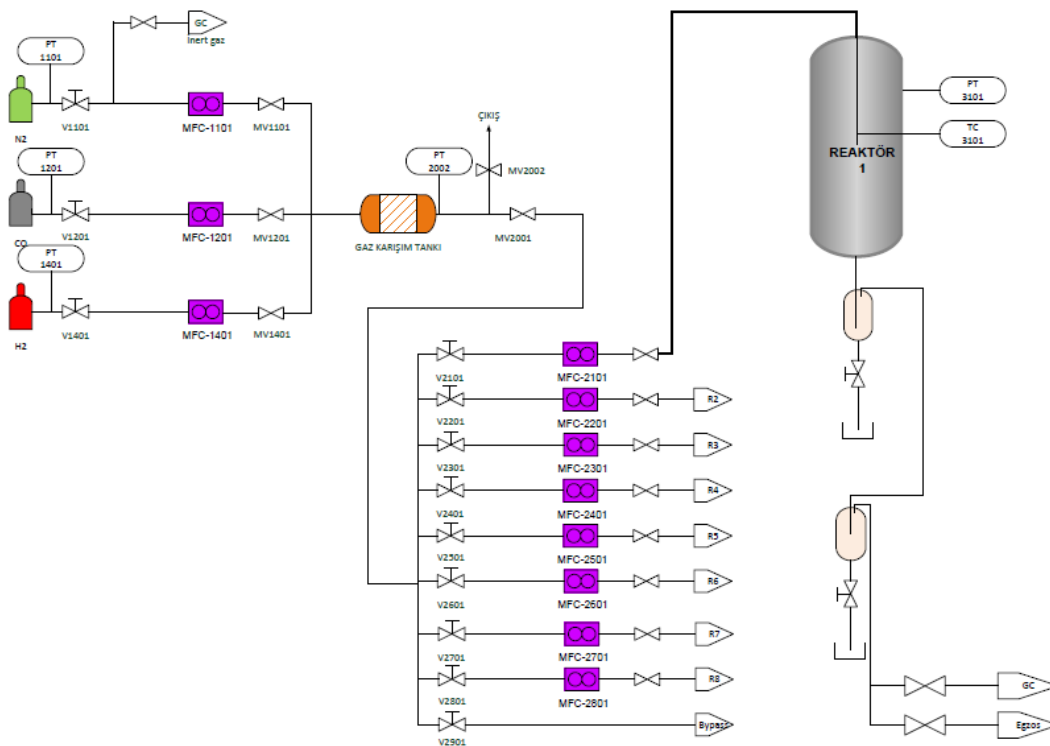 GC
Inert gaz
PT
1101
N2
V1101
MFC-1101
MV1101
PT
1201
CO
V1201
MFC-1201
MV1201
PT
1401
H2
V1401
MFC-1401
MV1401
GAZ KARIŞIM TANKI
PT
2002
ÇIKIŞ
MV2002
MV2001
REAKTÖR
1
PT
3101
TC
3101
V2101
MFC-2101
V2201
MFC-2201
R2
V2301
MFC-2301
R3
V2401
MFC-2401
R4
V2501
MFC-2501
R5
V2601
MFC-2601
R6
V2701
MFC-2701
R7
V2801
MFC-2801
R8
V2901
Bypass
GC
Egzos